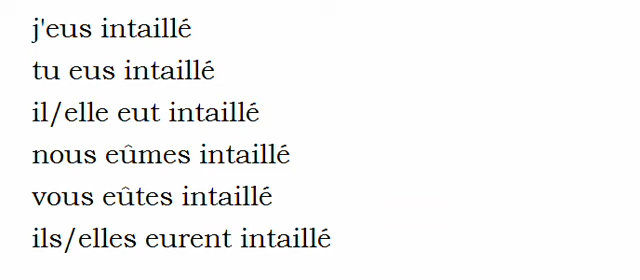 j'eus intaillé
tu eus intaillé
il/elle eut intaillé
nous eûmes intaillé
vous eûtes intaillé
ils/elles eurent intaillé